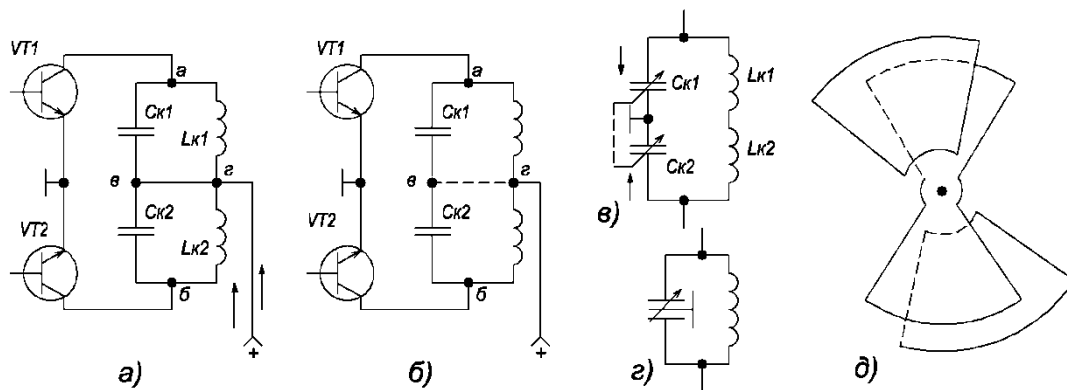 VT1
а
Ск1
Lк1
в
г
VT2
Ск2
Lк2
б
+
а)
VT1
а
Ск1
в
г
VT2
Ск2
б
+
б)
Ск1
Lк1
Ск2
Lк2
в)
г)
д)